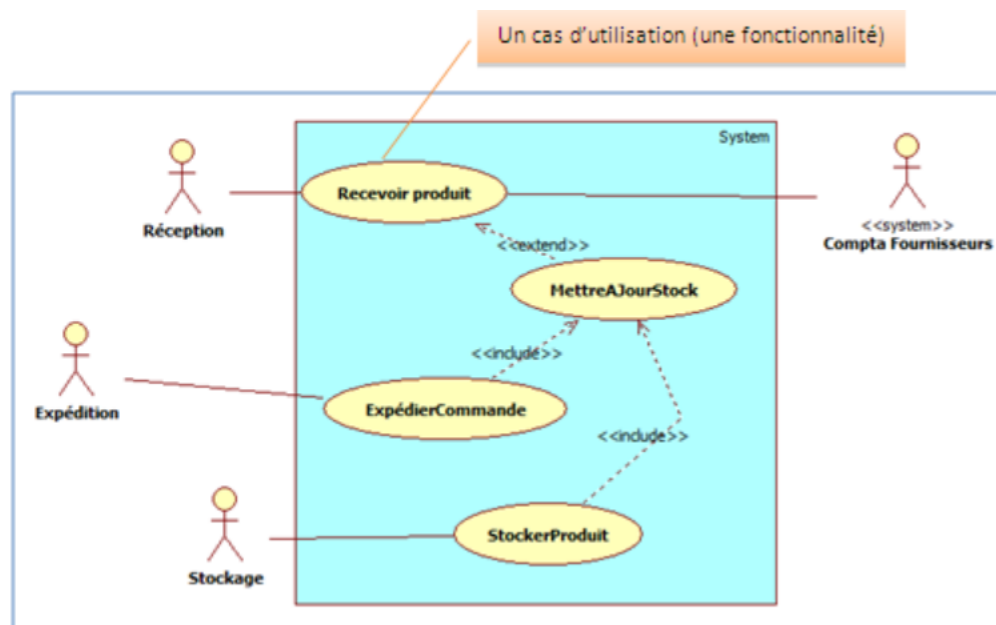 Un cas d'utilisation (une fonctionnalité)
System
Recevoir produit
Réception
<<system>>
Compta Fournisseurs
<<extend>>
MettreAJourStock
<<include>>
Expédition
ExpédierCommande
<<include>>
StockerProduit
Stockage